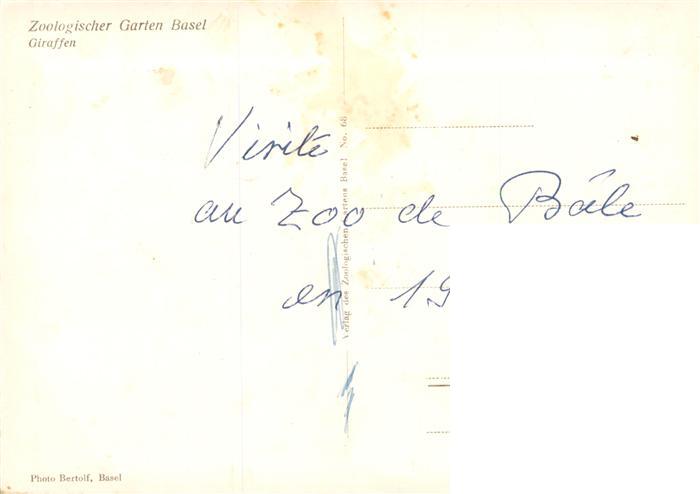 Zoologischer Garten Basel
Giraffen
Visite
au Zoo de Bâle
en 19
Verlag des Zoologischen Gartens Basel No. 68
Photo Bertolf, Basel